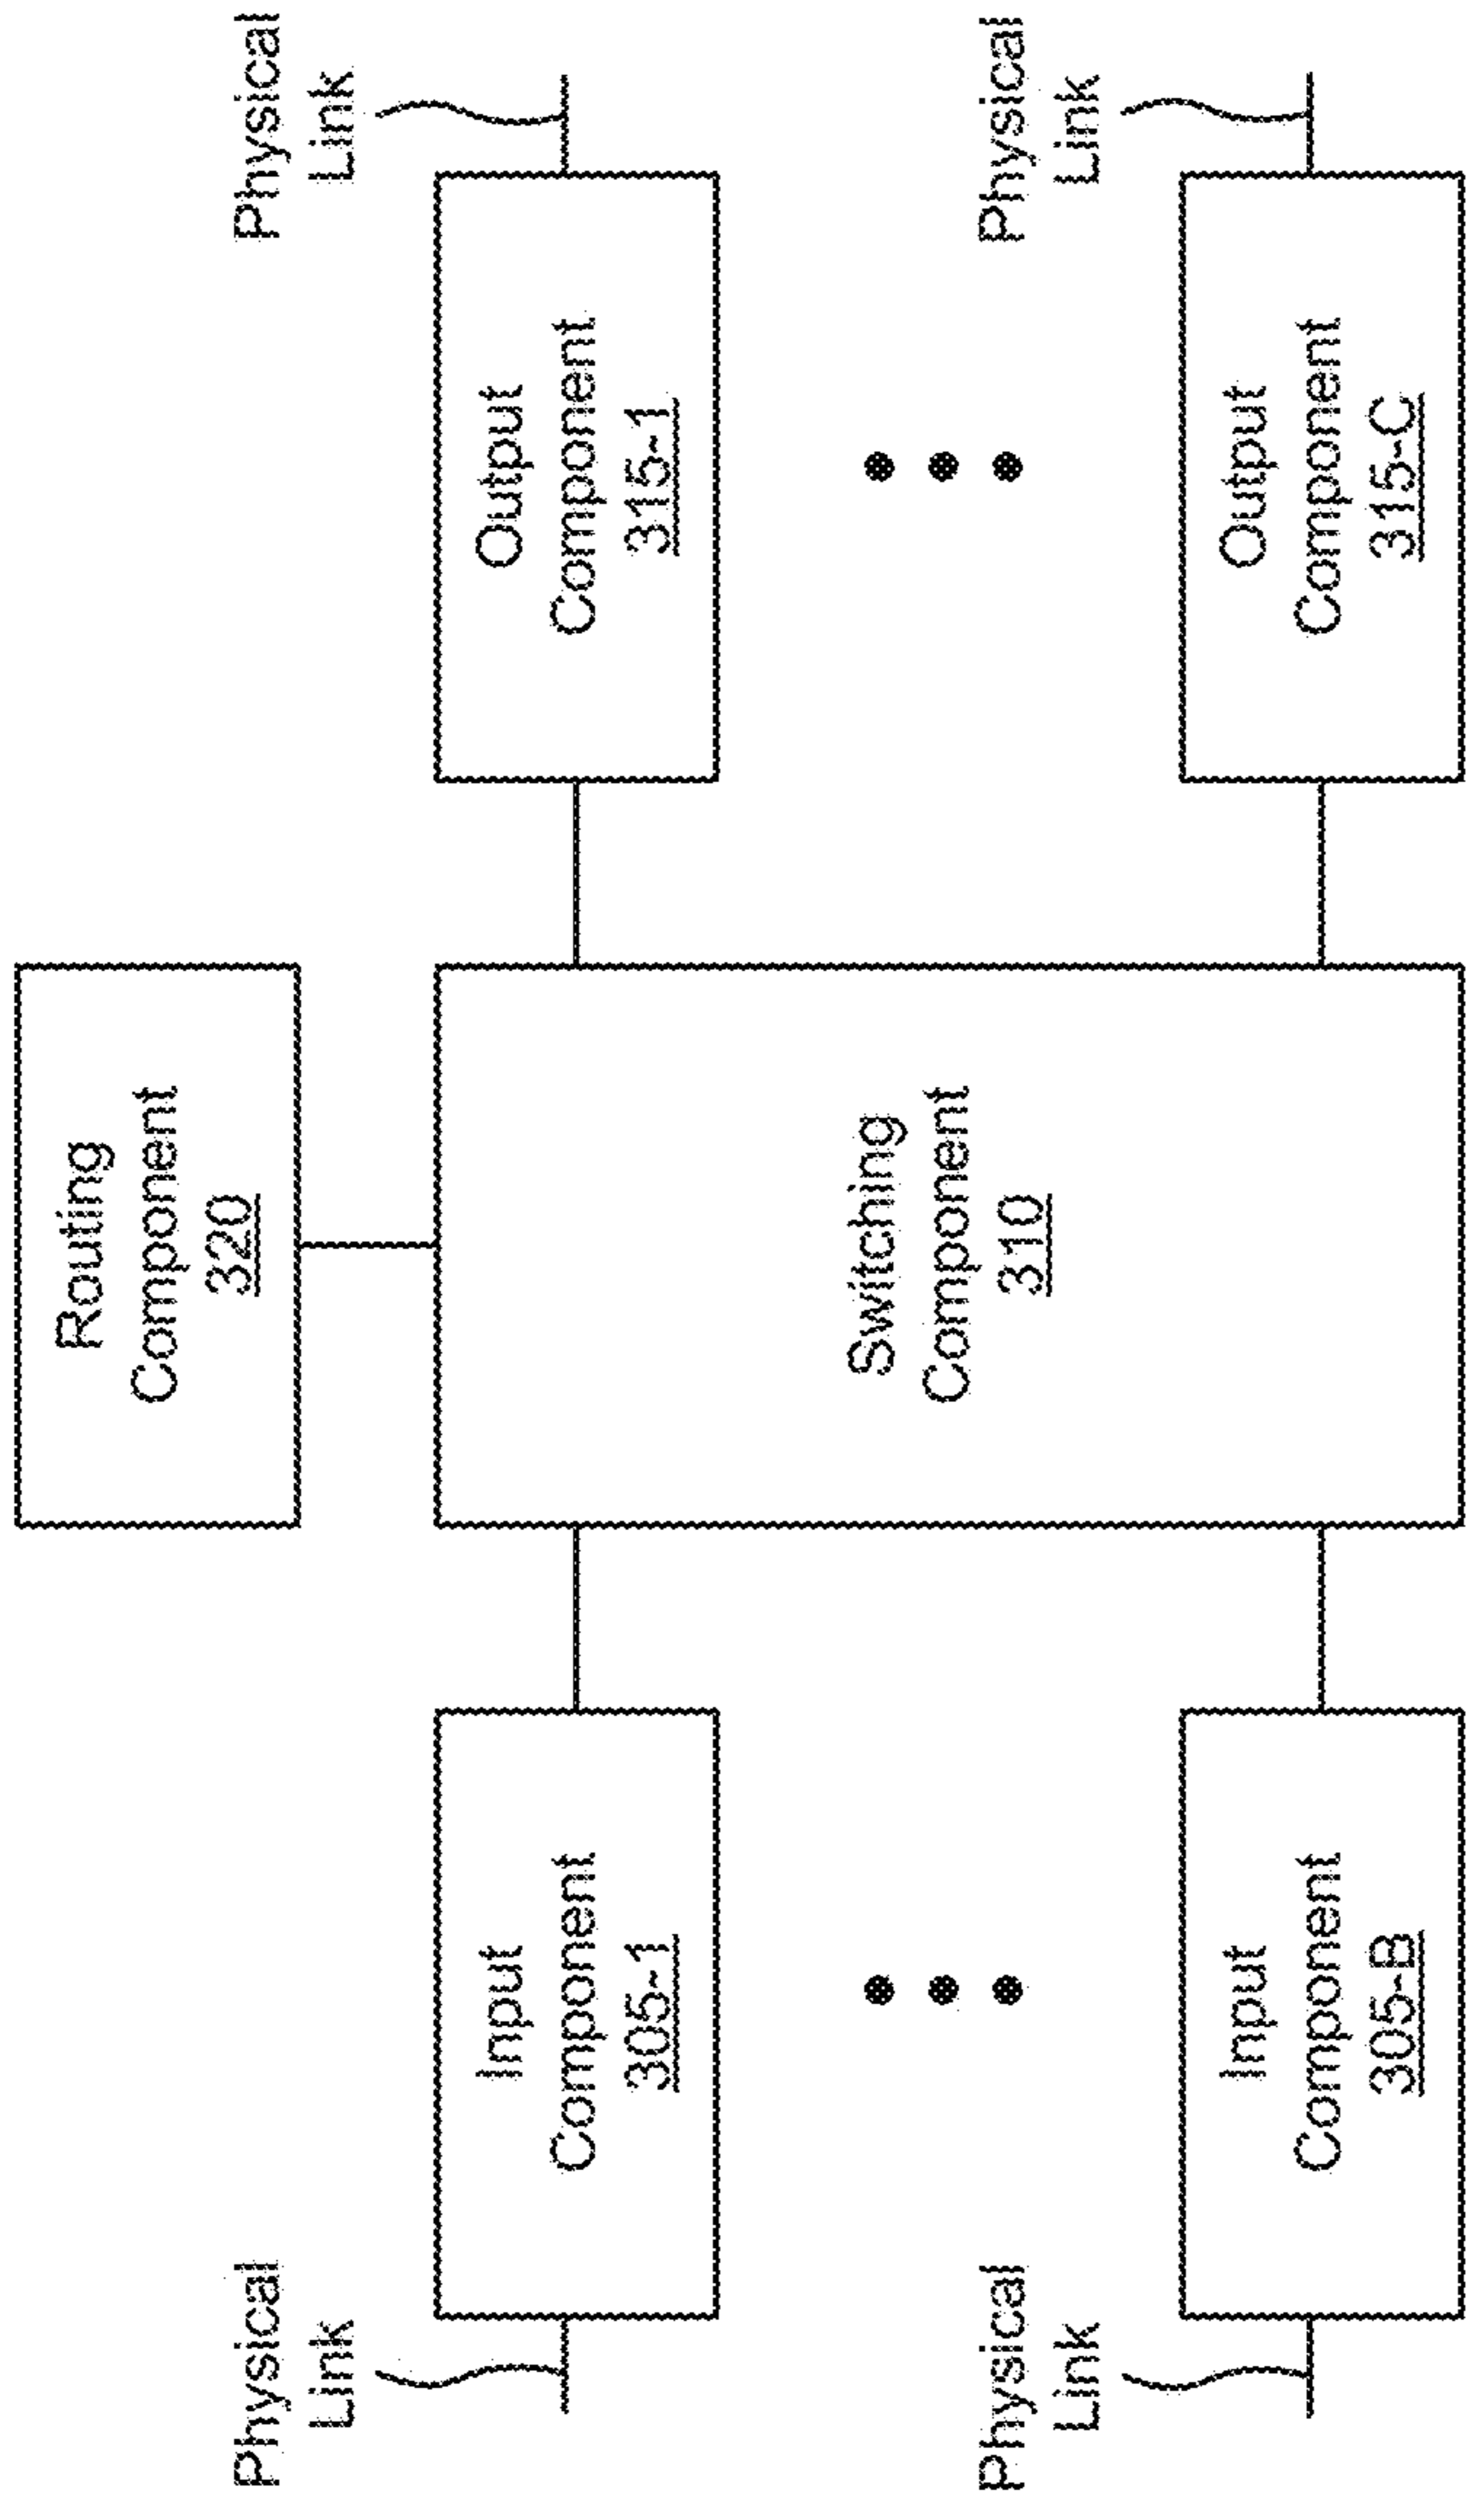 Routing
Component
320
Physical
Link
Input
Component
305-1
Switching
Component
310
Output
Component
315-1
Physical
Link
Physical
Link
Input
Component
305-B
Output
Component
315-C
Physical
Link